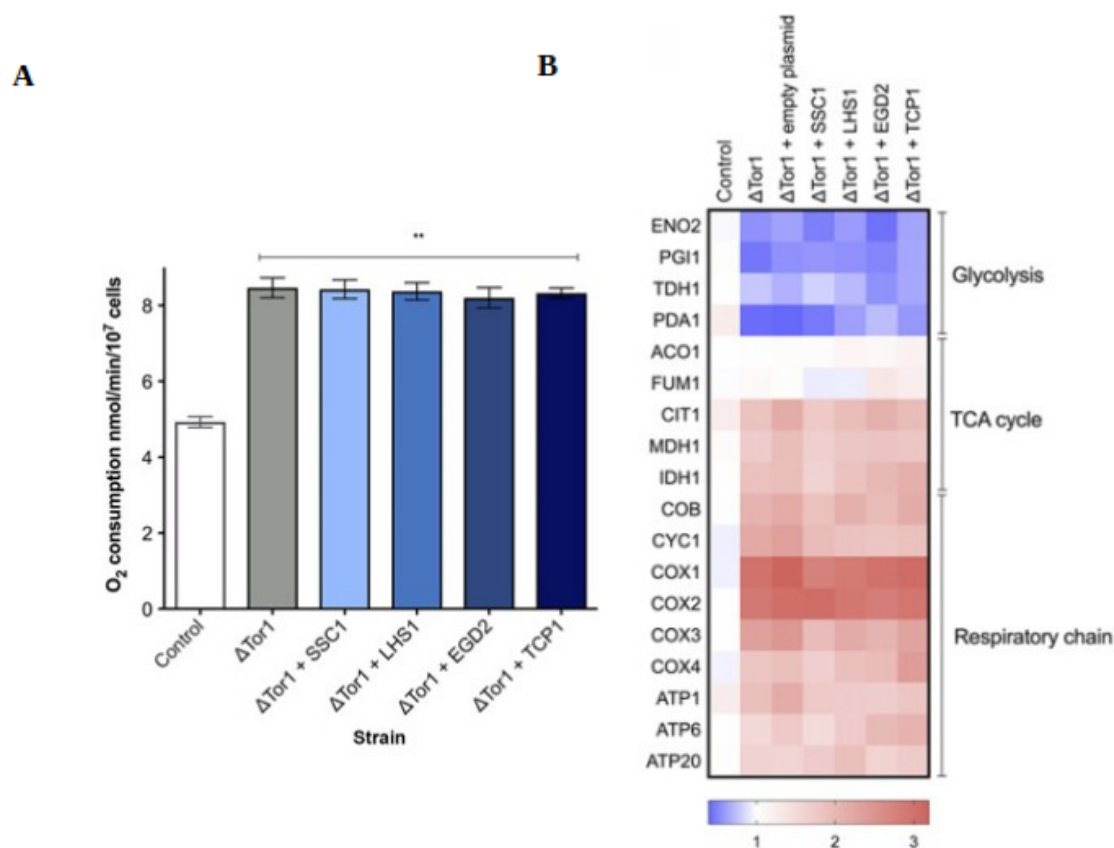 A
B
O2 consumption nmol/min/10^7 cells
8
6
4
2
0
**
Control
ΔTor1
ΔTor1 + SSC1
ΔTor1 + LHS1
ΔTor1 + EGD2
ΔTor1 + TCP1
Strain
Control
ΔTor1
ΔTor1 + empty plasmid
ΔTor1 + SSC1
ΔTor1 + LHS1
ΔTor1 + EGD2
ΔTor1 + TCP1
ENO2
PGI1
TDH1
PDA1
ACO1
FUM1
CIT1
MDH1
IDH1
COB
CYC1
COX1
COX2
COX3
COX4
ATP1
ATP6
ATP20
Glycolysis
TCA cycle
Respiratory chain
1 2 3